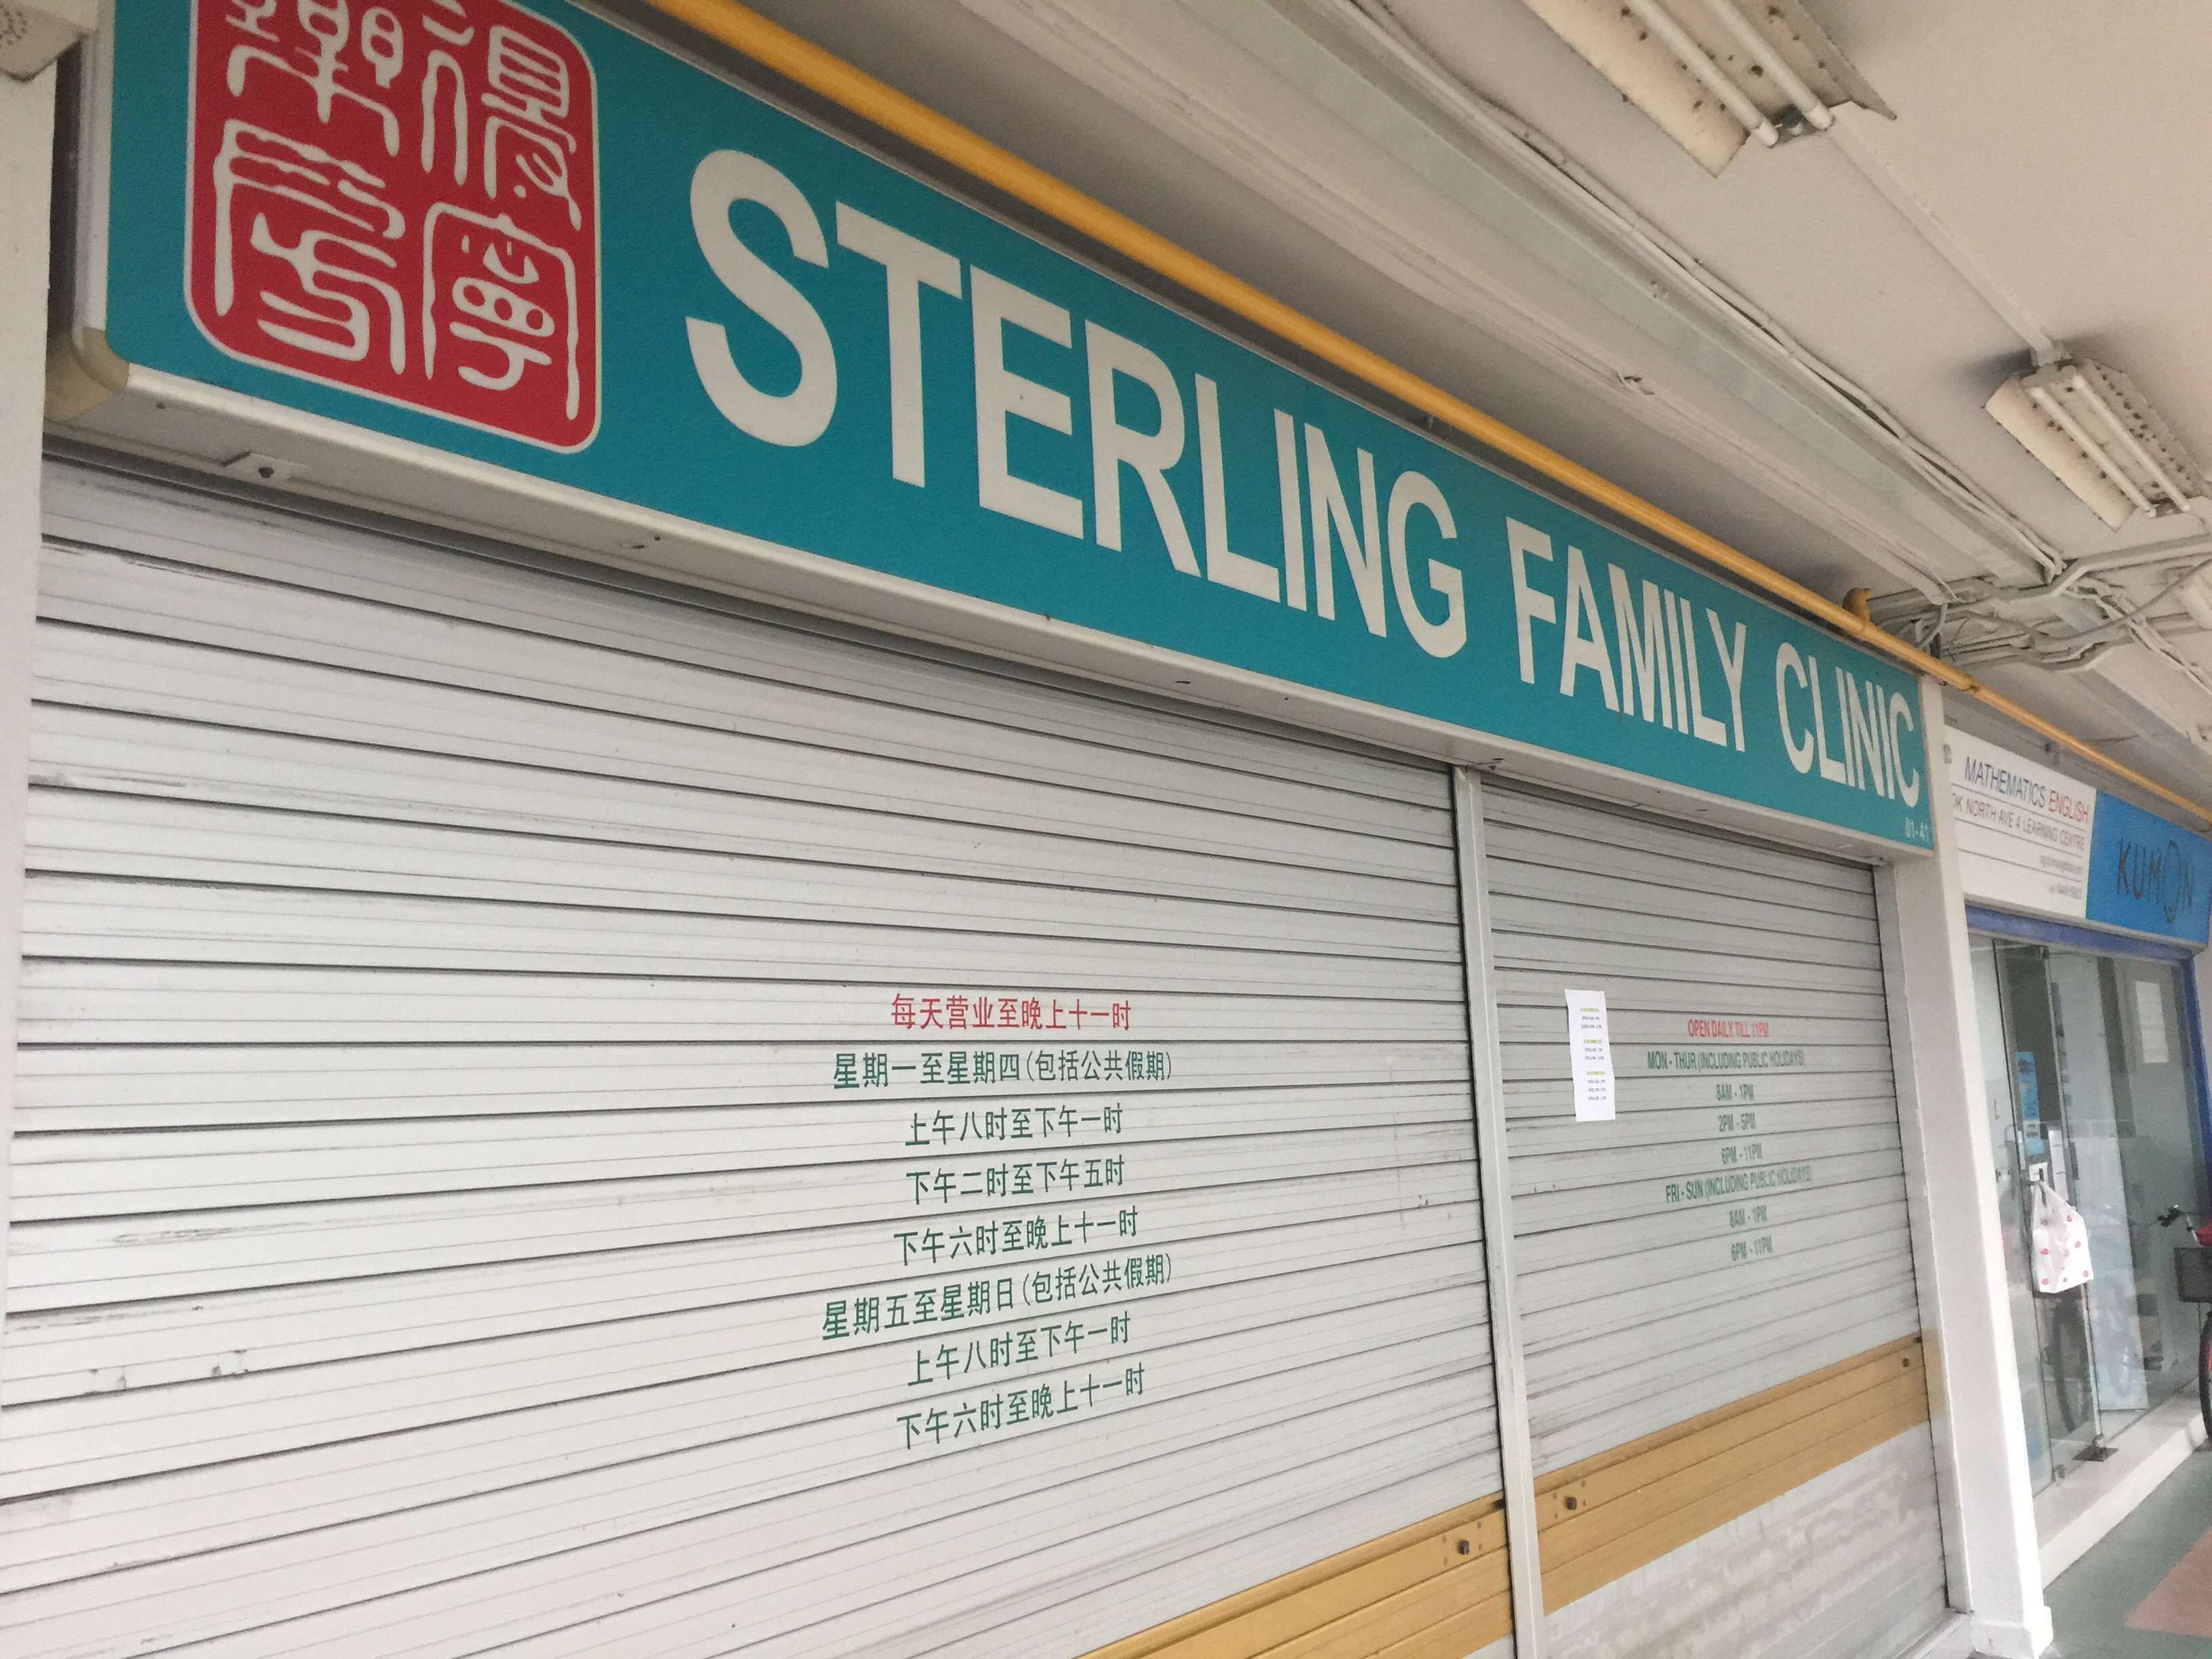 STERLING FAMILY CLINIC
01-41
每天营业至晚上十一时
星期一至星期四(包括公共假期)
上午八时至下午一时
下午二时至下午五时
下午六时至晚上十一时
星期五至星期日(包括公共假期)
上午八时至下午一时
下午六时至晚上十一时
OPEN DAILY TILL 11PM
MON - THUR (INCLUDING PUBLIC HOLIDAYS)
8AM - 1PM
2PM - 5PM
6PM - 11PM
FRI - SUN (INCLUDING PUBLIC HOLIDAYS)
8AM - 1PM
6PM - 11PM
MATHEMATICS ENGLISH
NORTH AVE 4 LEARNING CENTRE
KUMON